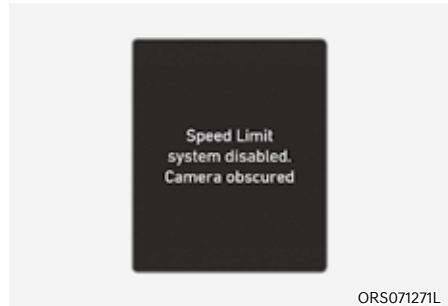 Speed Limit
system disabled.
Camera obscured
ORS071271L